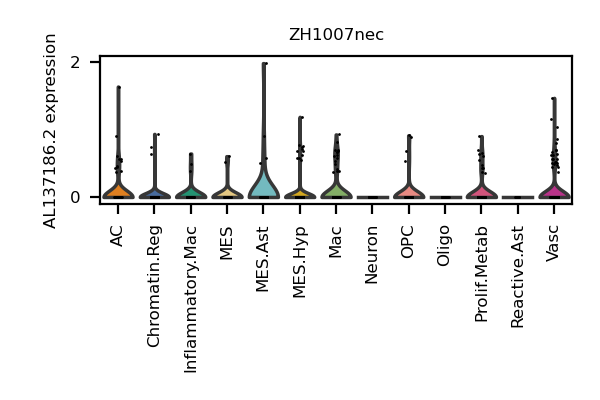 ZH1007nec
AL137186.2 expression
2
0
AC
Chromatin.Reg
Inflammatory.Mac
MES
MES.Ast
MES.Hyp
Mac
Neuron
OPC
Oligo
Prolif.Metab
Reactive.Ast
Vasc